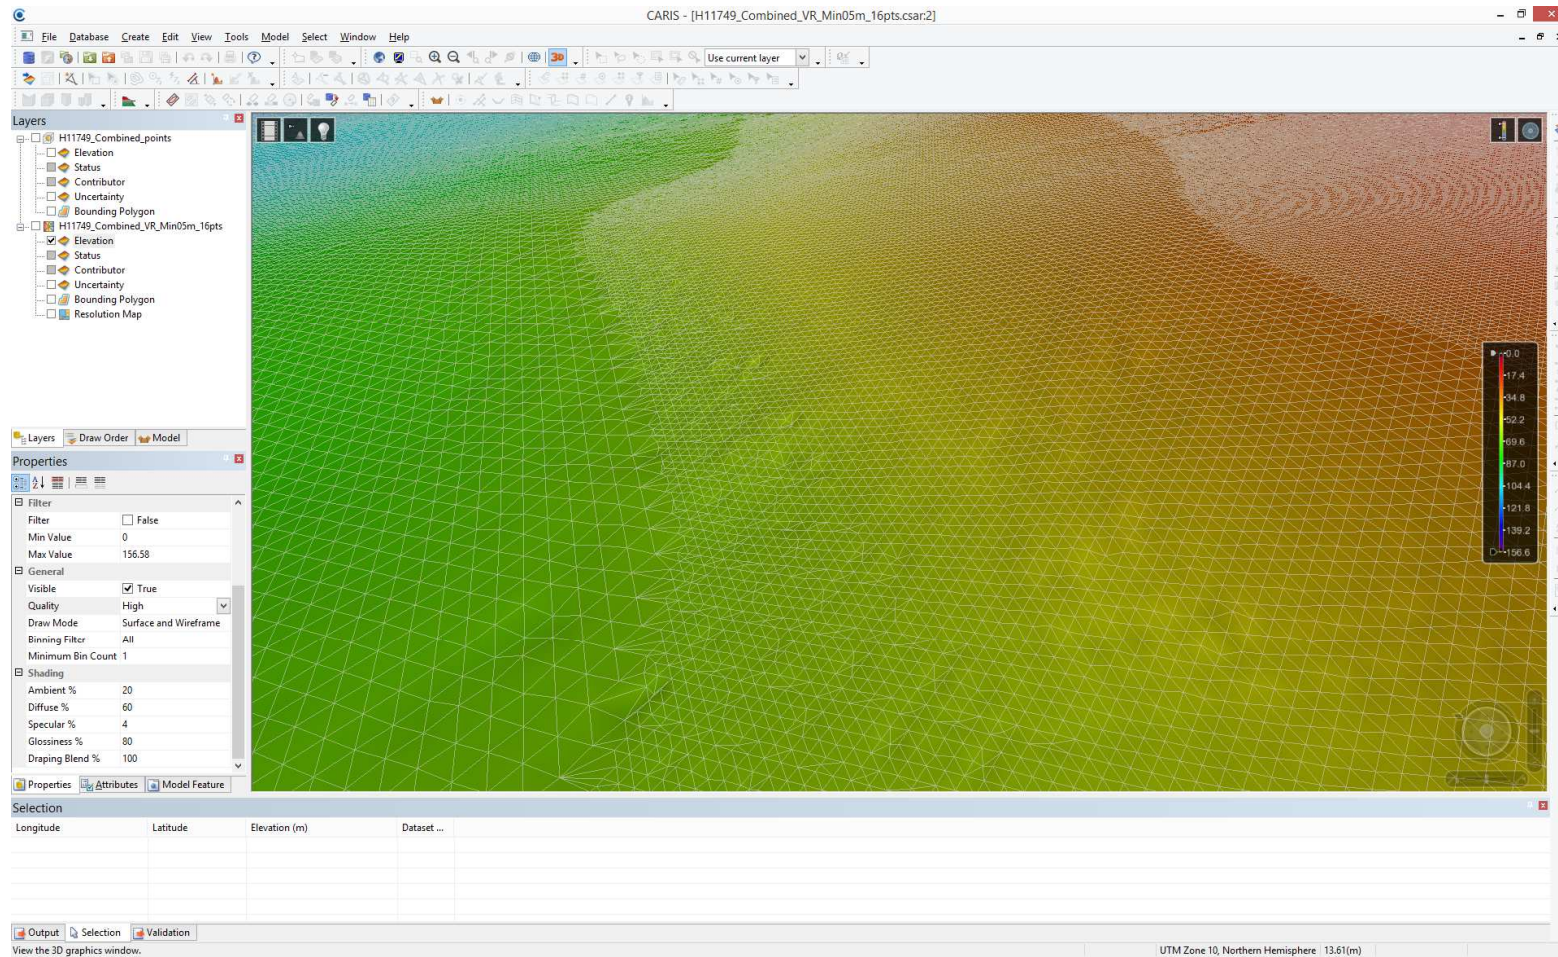 CARIS - [H11749_Combined_VR_Min05m_16pts.csar:2]
File Database Create Edit View Tools Model Select Window Help
3D
Use current layer
Layers
H11749_Combined_points
Elevation
Status
Contributor
Uncertainty
Bounding Polygon
H11749_Combined_VR_Min05m_16pts
Elevation
Status
Contributor
Uncertainty
Bounding Polygon
Resolution Map
Layers Draw Order Model
Properties
Filter
Filter False
Min Value 0
Max Value 156.58
General
Visible True
Quality High
Draw Mode Surface and Wireframe
Binning Filter All
Minimum Bin Count 1
Shading
Ambient % 20
Diffuse % 60
Specular % 4
Glossiness % 80
Draping Blend % 100
Properties Attributes Model Feature
0.0
17.4
34.8
52.2
69.6
87.0
104.4
121.8
139.2
156.6
Selection
Longitude Latitude Elevation (m) Dataset ...
Output Selection Validation
View the 3D graphics window.
UTM Zone 10, Northern Hemisphere 13.61(m)